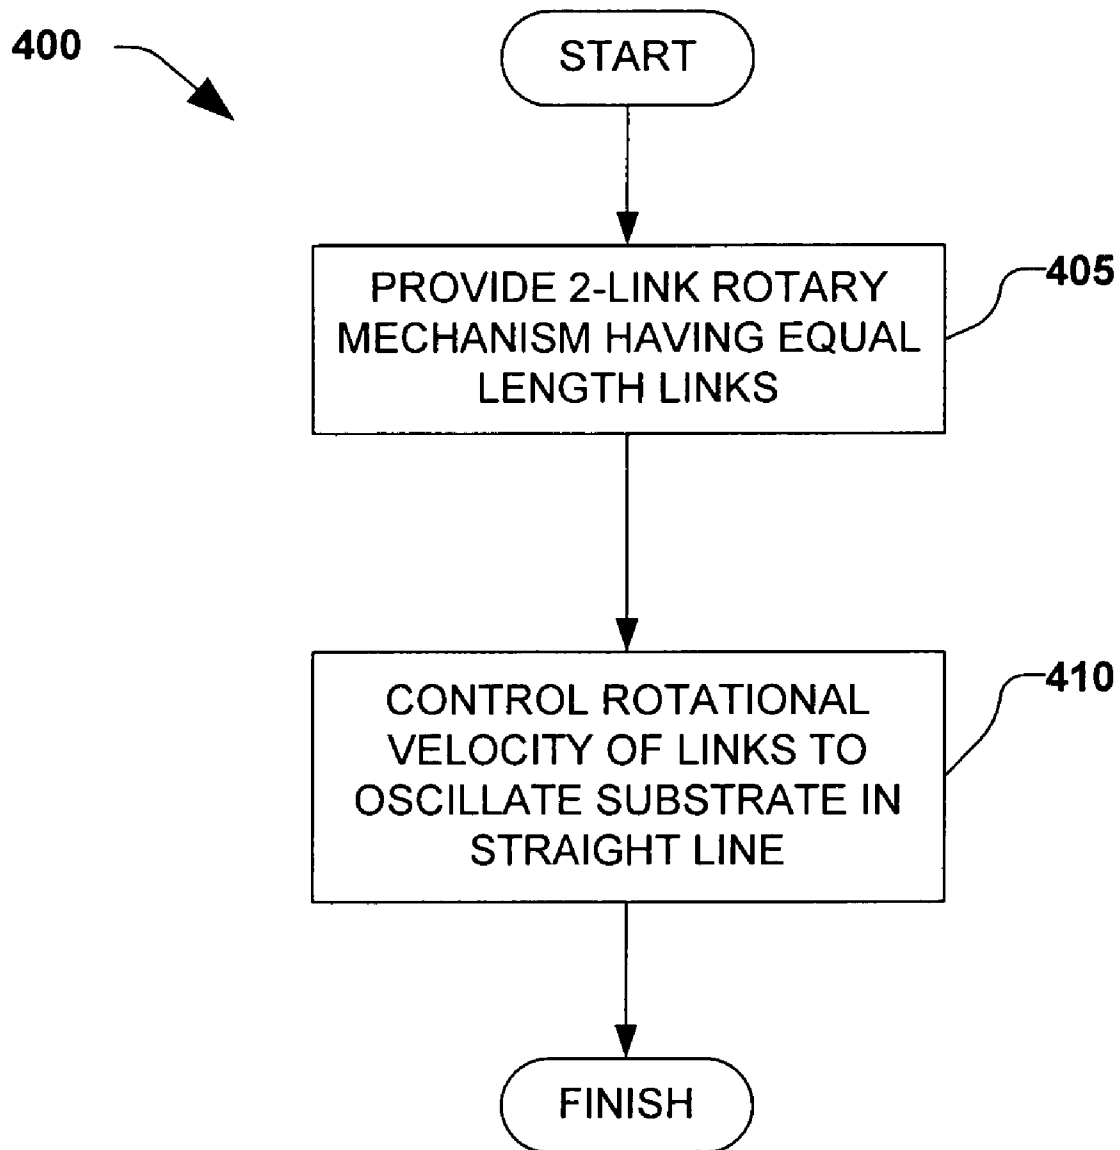 400
START
PROVIDE 2-LINK ROTARY
MECHANISM HAVING EQUAL
LENGTH LINKS
405
CONTROL ROTATIONAL
VELOCITY OF LINKS TO
OSCILLATE SUBSTRATE IN
STRAIGHT LINE
410
FINISH